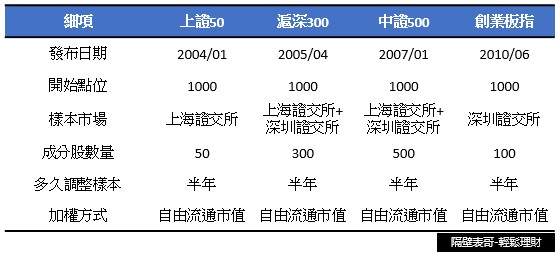 細項 上證50 滬深300 中證500 創業板指
發布日期 2004/01 2005/04 2007/01 2010/06
開始點位 1000 1000 1000 1000
樣本市場 上海證交所 上海證交所+ 深圳證交所 上海證交所+ 深圳證交所 深圳證交所
成分股數量 50 300 500 100
多久調整樣本 半年 半年 半年 半年
加權方式 自由流通市值 自由流通市值 自由流通市值 自由流通市值
隔壁表哥-輕鬆理財